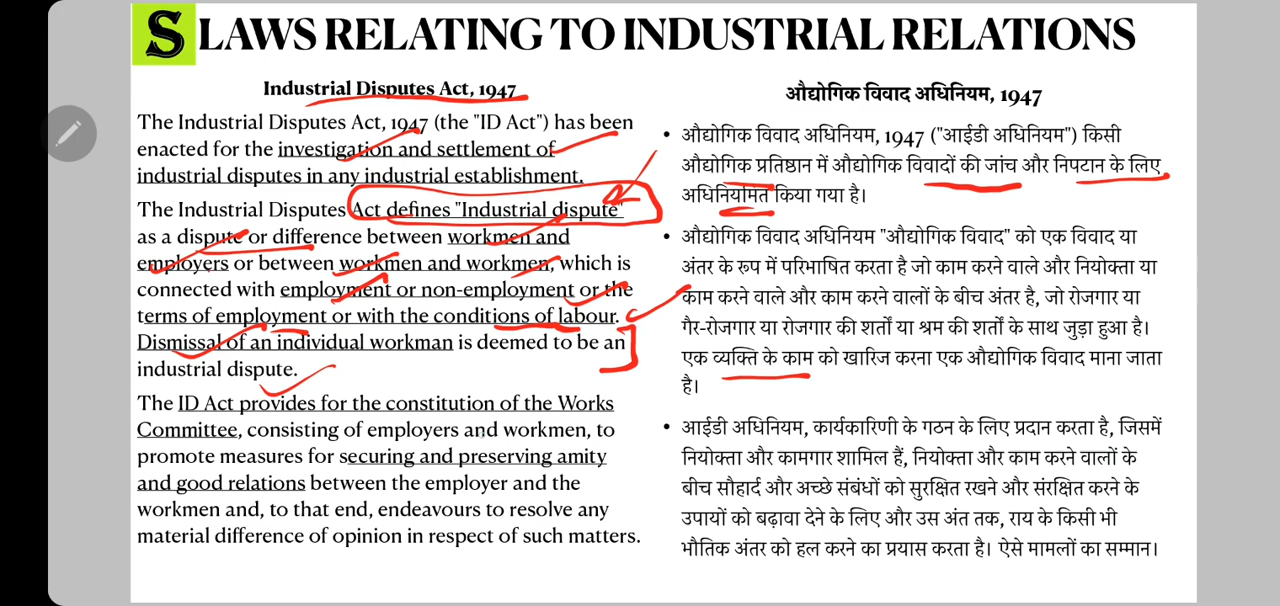 S LAWS RELATING TO INDUSTRIAL RELATIONS
Industrial Disputes Act, 1947
The Industrial Disputes Act, 1947 (the "ID Act") has been
enacted for the investigation and settlement of
industrial disputes in any industrial establishment.
The Industrial Disputes Act defines "Industrial dispute"
as a dispute or difference between workmen and
employers or between workmen and workmen, which is
connected with employment or non-employment or the
terms of employment or with the conditions of labour.
Dismissal of an individual workman is deemed to be an
industrial dispute.
The ID Act provides for the constitution of the Works
Committee, consisting of employers and workmen, to
promote measures for securing and preserving amity
and good relations between the employer and the
workmen and, to that end, endeavours to resolve any
material difference of opinion in respect of such matters.
औद्योगिक विवाद अधिनियम, 1947
• औद्योगिक विवाद अधिनियम, 1947 ("आईडी अधिनियम") किसी
औद्योगिक प्रतिष्ठान में औद्योगिक विवादों की जांच और निपटान के लिए
अधिनियमित किया गया है।
• औद्योगिक विवाद अधिनियम "औद्योगिक विवाद" को एक विवाद या
अंतर के रूप में परिभाषित करता है जो काम करने वाले और नियोक्ता या
काम करने वाले और काम करने वालों के बीच अंतर है, जो रोजगार या
गैर-रोजगार या रोजगार की शर्तों या श्रम की शर्तों के साथ जुड़ा हुआ है।
एक व्यक्ति के काम को खारिज करना एक औद्योगिक विवाद माना जाता
है।
• आईडी अधिनियम, कार्यकारिणी के गठन के लिए प्रदान करता है, जिसमें
नियोक्ता और कामगार शामिल हैं, नियोक्ता और काम करने वालों के
बीच सौहार्द और अच्छे संबंधों को सुरक्षित रखने और संरक्षित करने के
उपायों को बढ़ावा देने के लिए और उस अंत तक, राय के किसी भी
भौतिक अंतर को हल करने का प्रयास करता है। ऐसे मामलों का सम्मान।